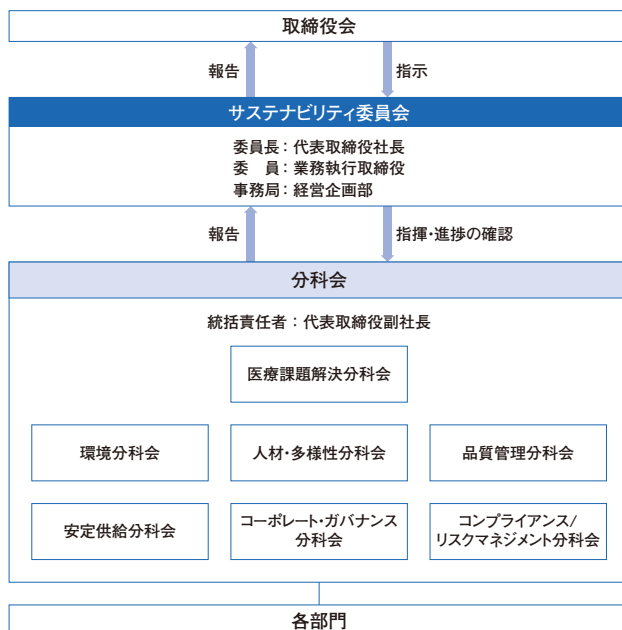 取締役会
報告
指示
サステナビリティ委員会
委員長：代表取締役社長
委　員：業務執行取締役
事務局：経営企画部
報告
指揮・進捗の確認
分科会
統括責任者：代表取締役副社長
医療課題解決分科会
環境分科会
人材・多様性分科会
品質管理分科会
安定供給分科会
コーポレート・ガバナンス
分科会
コンプライアンス/
リスクマネジメント分科会
各部門